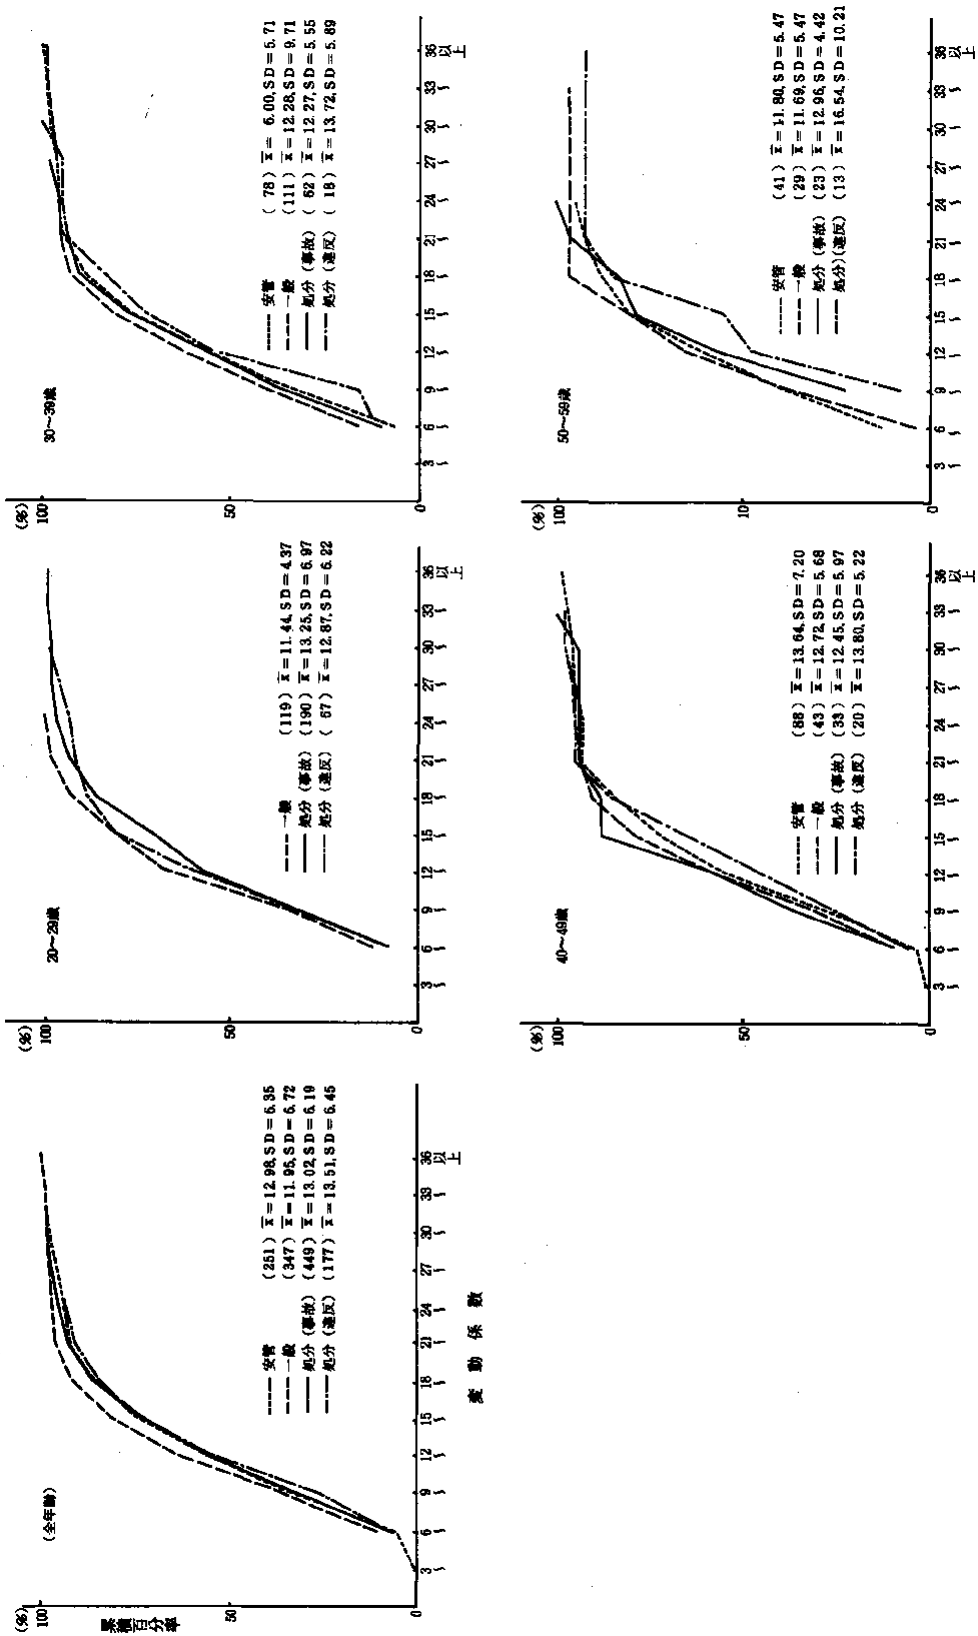 (全年齢)
(%)
100
50
0
累積百分率
3 6 9 12 15 18 21 24 27 30 33 36以上
変動係数
安管 (251) x̄=12.98, SD=6.35
一般 (347) x̄=11.95, SD=6.72
処分(事故) (449) x̄=13.02, SD=6.19
処分(違反) (177) x̄=13.51, SD=6.45
20〜29歳
(%)
100
50
0
3 6 9 12 15 18 21 24 27 30 33 36以上
一般 (119) x̄=11.44, SD=4.37
処分(事故) (190) x̄=13.25, SD=6.97
処分(違反) (67) x̄=12.87, SD=6.22
30〜39歳
(%)
100
50
0
3 6 9 12 15 18 21 24 27 30 33 36以上
安管 (78) x̄=6.00, SD=5.71
一般 (111) x̄=12.28, SD=9.71
処分(事故) (62) x̄=12.27, SD=5.55
処分(違反) (18) x̄=13.72, SD=5.89
40〜49歳
(%)
100
50
0
3 6 9 12 15 18 21 24 27 30 33 36以上
安管 (88) x̄=13.64, SD=7.20
一般 (43) x̄=12.72, SD=5.68
処分(事故) (33) x̄=12.45, SD=5.97
処分(違反) (20) x̄=13.80, SD=5.22
50〜59歳
(%)
100
10
0
3 6 9 12 15 18 21 24 27 30 33 36以上
安管 (41) x̄=11.80, SD=5.47
一般 (29) x̄=11.69, SD=5.47
処分(事故) (23) x̄=12.96, SD=4.42
処分)(違反) (13) x̄=16.54, SD=10.21